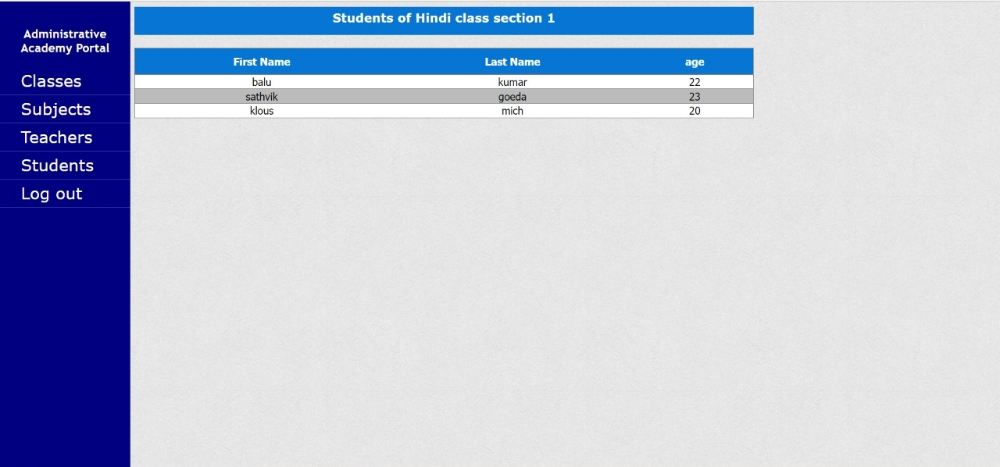 Administrative
Academy Portal
Classes
Subjects
Teachers
Students
Log out
Students of Hindi class section 1
First Name Last Name age
balu kumar 22
sathvik goeda 23
klous mich 20